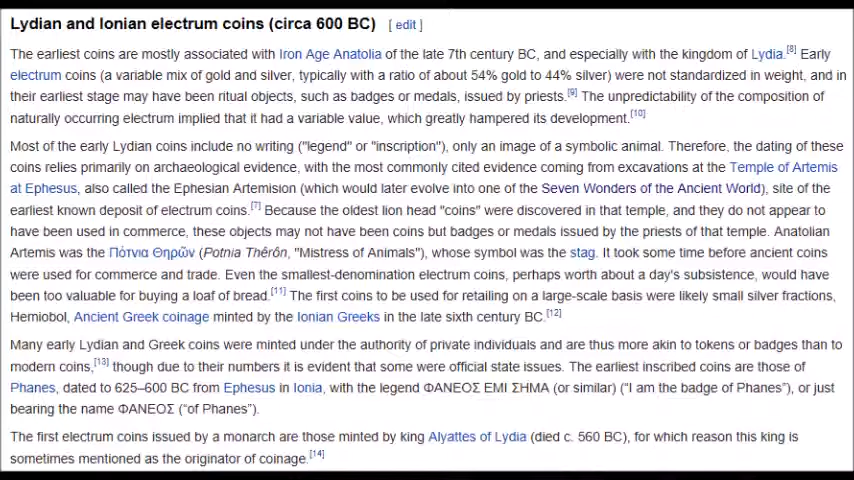 Lydian and Ionian electrum coins (circa 600 BC) [ edit ]
The earliest coins are mostly associated with Iron Age Anatolia of the late 7th century BC, and especially with the kingdom of Lydia.[8] Early
electrum coins (a variable mix of gold and silver, typically with a ratio of about 54% gold to 44% silver) were not standardized in weight, and in
their earliest stage may have been ritual objects, such as badges or medals, issued by priests.[9] The unpredictability of the composition of
naturally occurring electrum implied that it had a variable value, which greatly hampered its development.[10]
Most of the early Lydian coins include no writing ("legend" or "inscription"), only an image of a symbolic animal. Therefore, the dating of these
coins relies primarily on archaeological evidence, with the most commonly cited evidence coming from excavations at the Temple of Artemis
at Ephesus, also called the Ephesian Artemision (which would later evolve into one of the Seven Wonders of the Ancient World), site of the
earliest known deposit of electrum coins.[7] Because the oldest lion head "coins" were discovered in that temple, and they do not appear to
have been used in commerce, these objects may not have been coins but badges or medals issued by the priests of that temple. Anatolian
Artemis was the Πότνια Θηρῶν (Potnia Thêrôn, "Mistress of Animals"), whose symbol was the stag. It took some time before ancient coins
were used for commerce and trade. Even the smallest-denomination electrum coins, perhaps worth about a day's subsistence, would have
been too valuable for buying a loaf of bread.[11] The first coins to be used for retailing on a large-scale basis were likely small silver fractions,
Hemiobol, Ancient Greek coinage minted by the Ionian Greeks in the late sixth century BC.[12]
Many early Lydian and Greek coins were minted under the authority of private individuals and are thus more akin to tokens or badges than to
modern coins,[13] though due to their numbers it is evident that some were official state issues. The earliest inscribed coins are those of
Phanes, dated to 625–600 BC from Ephesus in Ionia, with the legend ΦΑΝΕΟΣ ΕΜΙ ΣΗΜΑ (or similar) (“I am the badge of Phanes”), or just
bearing the name ΦΑΝΕΟΣ (“of Phanes”).
The first electrum coins issued by a monarch are those minted by king Alyattes of Lydia (died c. 560 BC), for which reason this king is
sometimes mentioned as the originator of coinage.[14]